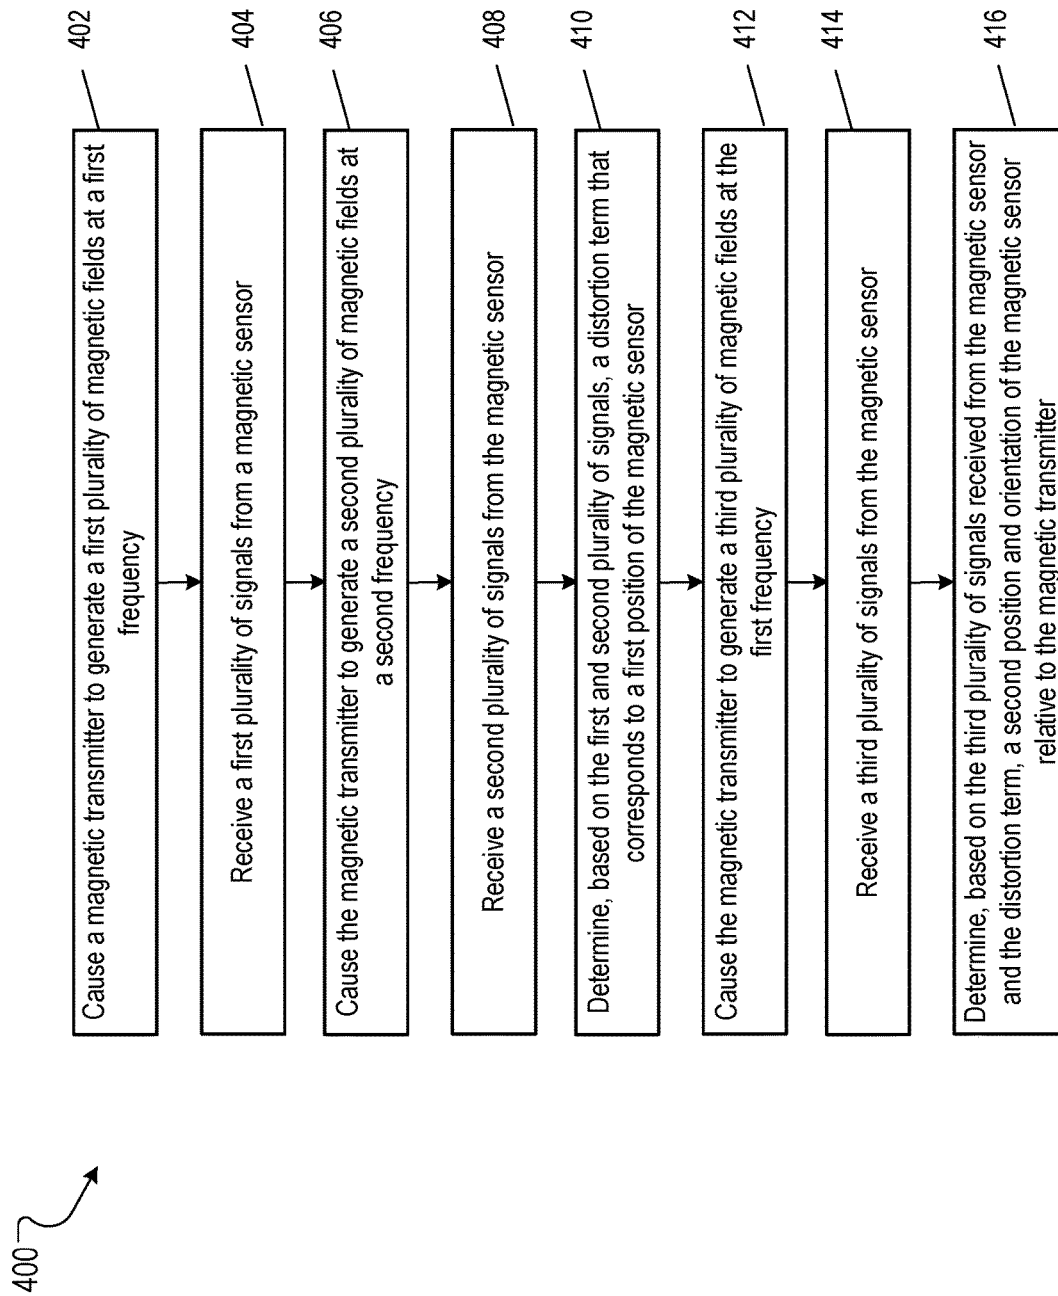 400
402
Cause a magnetic transmitter to generate a first plurality of magnetic fields at a first
frequency
404
Receive a first plurality of signals from a magnetic sensor
406
Cause the magnetic transmitter to generate a second plurality of magnetic fields at
a second frequency
408
Receive a second plurality of signals from the magnetic sensor
410
Determine, based on the first and second plurality of signals, a distortion term that
corresponds to a first position of the magnetic sensor
412
Cause the magnetic transmitter to generate a third plurality of magnetic fields at the
first frequency
414
Receive a third plurality of signals from the magnetic sensor
416
Determine, based on the third plurality of signals received from the magnetic sensor
and the distortion term, a second position and orientation of the magnetic sensor
relative to the magnetic transmitter